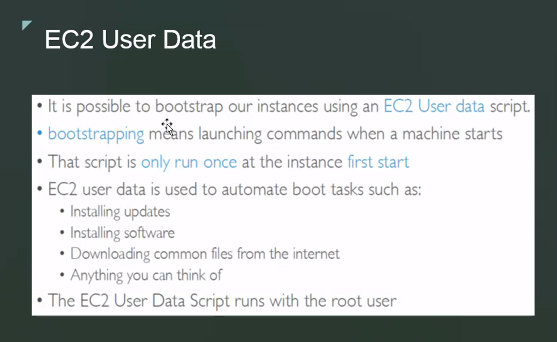 EC2 User Data
• It is possible to bootstrap our instances using an EC2 User data script.
• bootstrapping means launching commands when a machine starts
• That script is only run once at the instance first start
• EC2 user data is used to automate boot tasks such as:
• Installing updates
• Installing software
• Downloading common files from the internet
• Anything you can think of
• The EC2 User Data Script runs with the root user